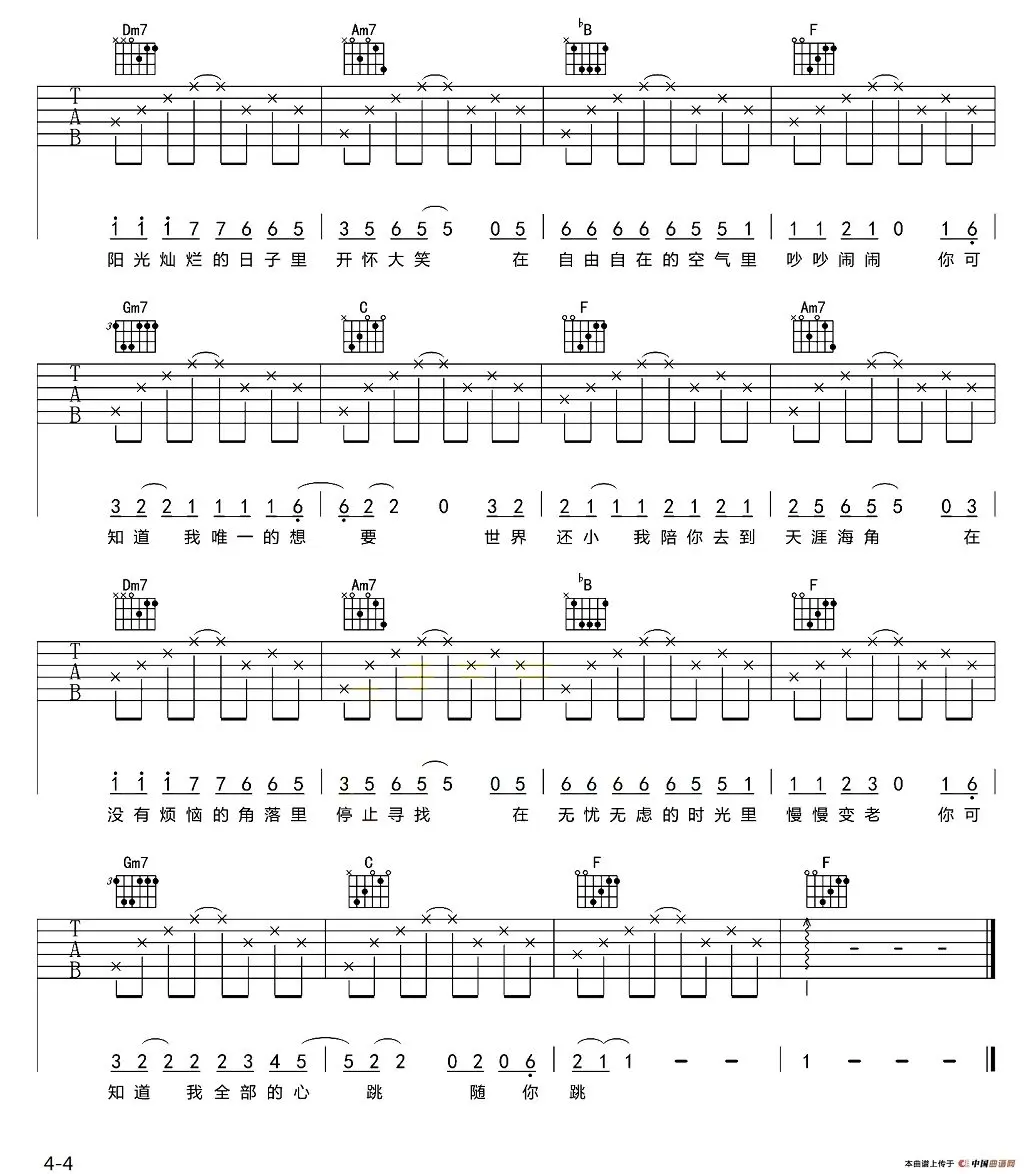 Dm7 Am7 ♭B F
T
A
B
1 1 1 7 7 6 6 5 3 5 6 5 5 0 5 6 6 6 6 6 5 5 1 1 1 2 1 0 1 6
阳光灿烂的日子里 开怀大笑 在 自由自在的空气里 吵吵闹闹 你可
Gm7 C F Am7
3
T
A
B
3 2 2 1 1 1 1 6 6 2 2 0 3 2 2 1 1 1 2 1 2 1 2 5 6 5 5 0 3
知道 我唯一的想 要 世界 还小 我陪你去到 天涯海角 在
Dm7 Am7 ♭B F
T
A
B
1 1 1 7 7 6 6 5 3 5 6 5 5 0 5 6 6 6 6 6 5 5 1 1 1 2 3 0 1 6
没有烦恼的角落里 停止寻找 在 无忧无虑的时光里 慢慢变老 你可
Gm7 C F F
3
T
A
B
3 2 2 2 2 3 4 5 5 2 2 0 2 0 6 2 1 1 – – 1 – – –
知道 我全部的心 跳 随你 跳
4-4
本曲谱上传于 中国曲谱网